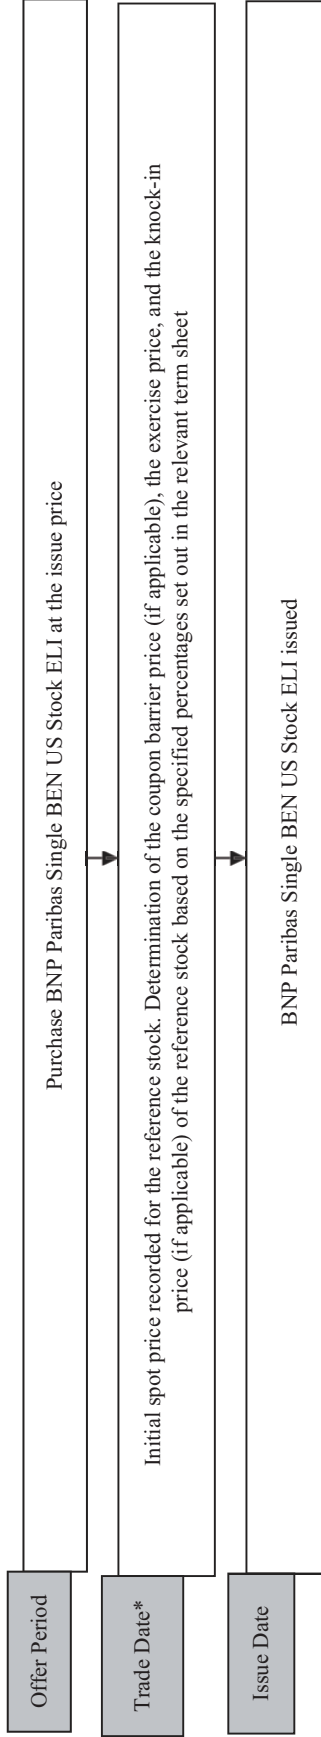 Offer Period
Purchase BNP Paribas Single BEN US Stock ELI at the issue price
Trade Date*
Initial spot price recorded for the reference stock. Determination of the coupon barrier price (if applicable), the exercise price, and the knock-in
price (if applicable) of the reference stock based on the specified percentages set out in the relevant term sheet
Issue Date
BNP Paribas Single BEN US Stock ELI issued